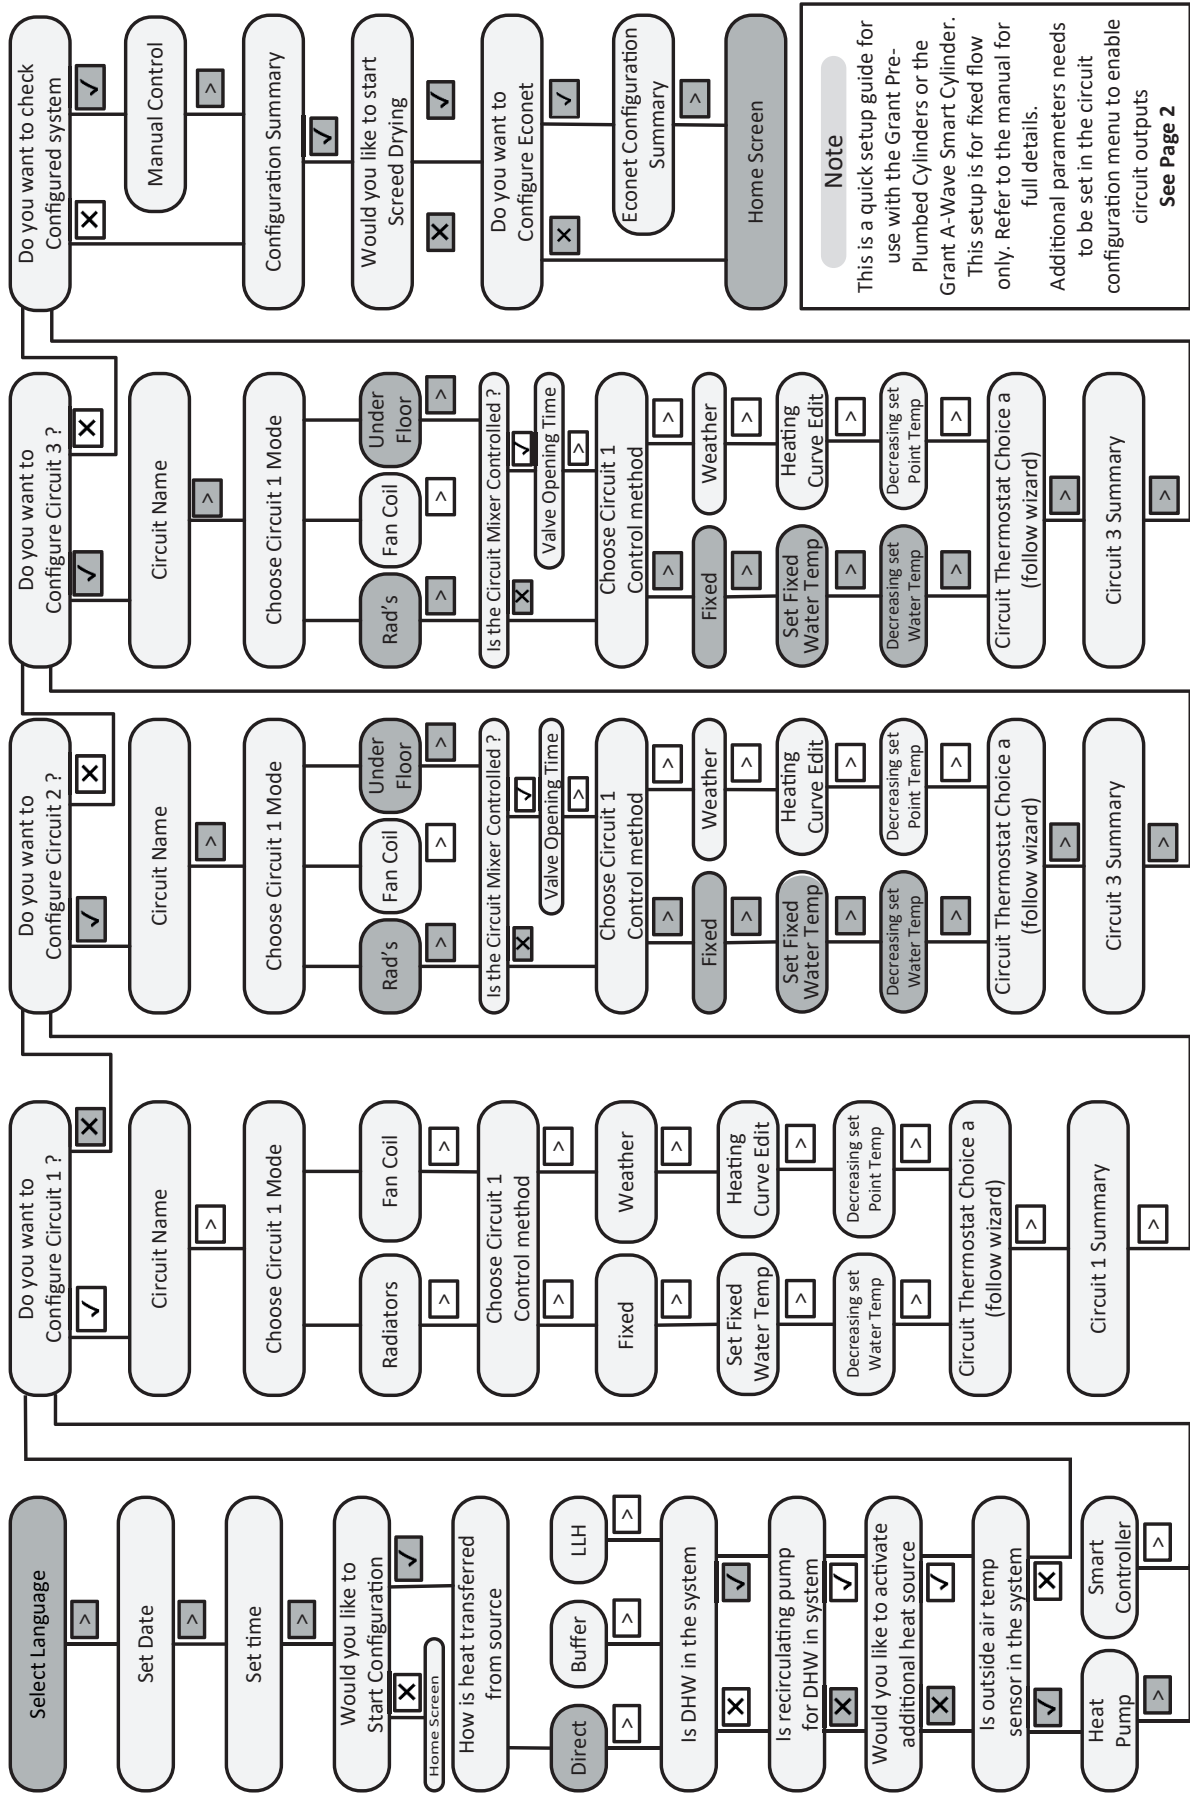 Select Language
>
Set Date
>
Set time
>
Would you like to
Start Configuration
X
✓
Home Screen
How is heat transferred
from source
Direct
Buffer
LLH
>
>
>
Is DHW in the system
X
✓
Is recirculating pump
for DHW in system
X
✓
Would you like to activate
additional heat source
X
✓
Is outside air temp
sensor in the system
✓
X
Heat
Pump
Smart
Controller
>
>
Do you want to
Configure Circuit 1 ?
✓
X
Circuit Name
>
Choose Circuit 1 Mode
Radiators
Fan Coil
>
>
Choose Circuit 1
Control method
>
>
Fixed
Weather
>
>
Set Fixed
Water Temp
Heating
Curve Edit
>
>
Decreasing set
Water Temp
Decreasing set
Point Temp
>
>
Circuit Thermostat Choice a
(follow wizard)
>
Circuit 1 Summary
>
Do you want to
Configure Circuit 2 ?
✓
X
Circuit Name
>
Choose Circuit 1 Mode
Rad's
Fan Coil
Under
Floor
>
>
>
Is the Circuit Mixer Controlled ?
X
✓
Valve Opening Time
>
Choose Circuit 1
Control method
>
>
Fixed
Weather
>
>
Set Fixed
Water Temp
Heating
Curve Edit
>
>
Decreasing set
Water Temp
Decreasing set
Point Temp
>
>
Circuit Thermostat Choice a
(follow wizard)
>
Circuit 3 Summary
>
Do you want to
Configure Circuit 3 ?
✓
X
Circuit Name
>
Choose Circuit 1 Mode
Rad's
Fan Coil
Under
Floor
>
>
>
Is the Circuit Mixer Controlled ?
X
✓
Valve Opening Time
>
Choose Circuit 1
Control method
>
>
Fixed
Weather
>
>
Set Fixed
Water Temp
Heating
Curve Edit
>
>
Decreasing set
Water Temp
Decreasing set
Point Temp
>
>
Circuit Thermostat Choice a
(follow wizard)
>
Circuit 3 Summary
>
Do you want to check
Configured system
X
✓
Manual Control
>
Configuration Summary
✓
Would you like to start
Screed Drying
X
✓
Do you want to
Configure Econet
X
✓
Econet Configuration
Summary
>
Home Screen
Note
This is a quick setup guide for
use with the Grant Pre-
Plumbed Cylinders or the
Grant A-Wave Smart Cylinder.
This setup is for fixed flow
only. Refer to the manual for
full details.
Additional parameters needs
to be set in the circuit
configuration menu to enable
circuit outputs
See Page 2